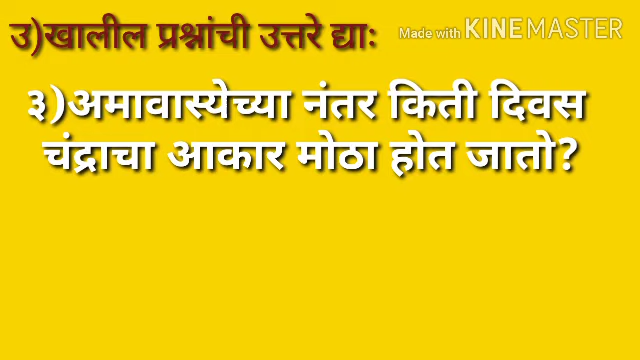 उ)खालील प्रश्नांची उत्तरे द्याः Made with KINEMASTER
३)अमावास्येच्या नंतर किती दिवस
चंद्राचा आकार मोठा होत जातो?